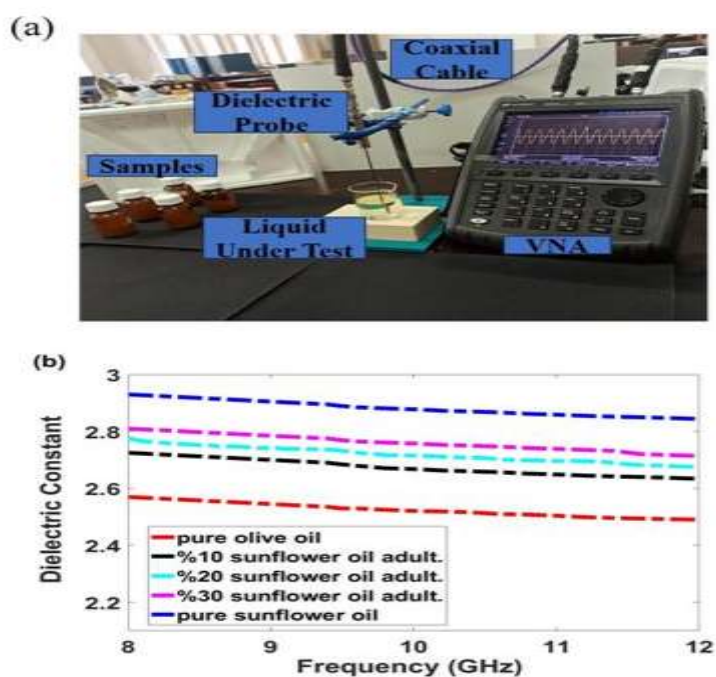 (a)
Coaxial
Cable
Dielectric
Probe
Samples
Liquid
Under Test
VNA
(b)
3
2.8
2.6
2.4
2.2
Dielectric Constant
pure olive oil
%10 sunflower oil adult.
%20 sunflower oil adult.
%30 sunflower oil adult.
pure sunflower oil
8
9
10
11
12
Frequency (GHz)